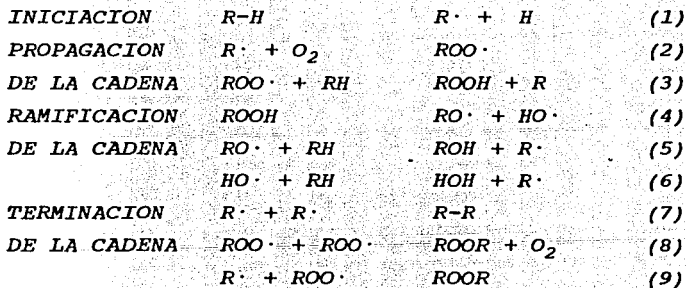 INICIACION R-H R· + H (1)
PROPAGACION R· + O₂ ROO· (2)
DE LA CADENA ROO· + RH ROOH + R (3)
RAMIFICACION ROOH RO· + HO· (4)
DE LA CADENA RO· + RH ROH + R· (5)
HO· + RH HOH + R· (6)
TERMINACION R· + R· R-R (7)
DE LA CADENA ROO· + ROO· ROOR + O₂ (8)
R· + ROO· ROOR (9)